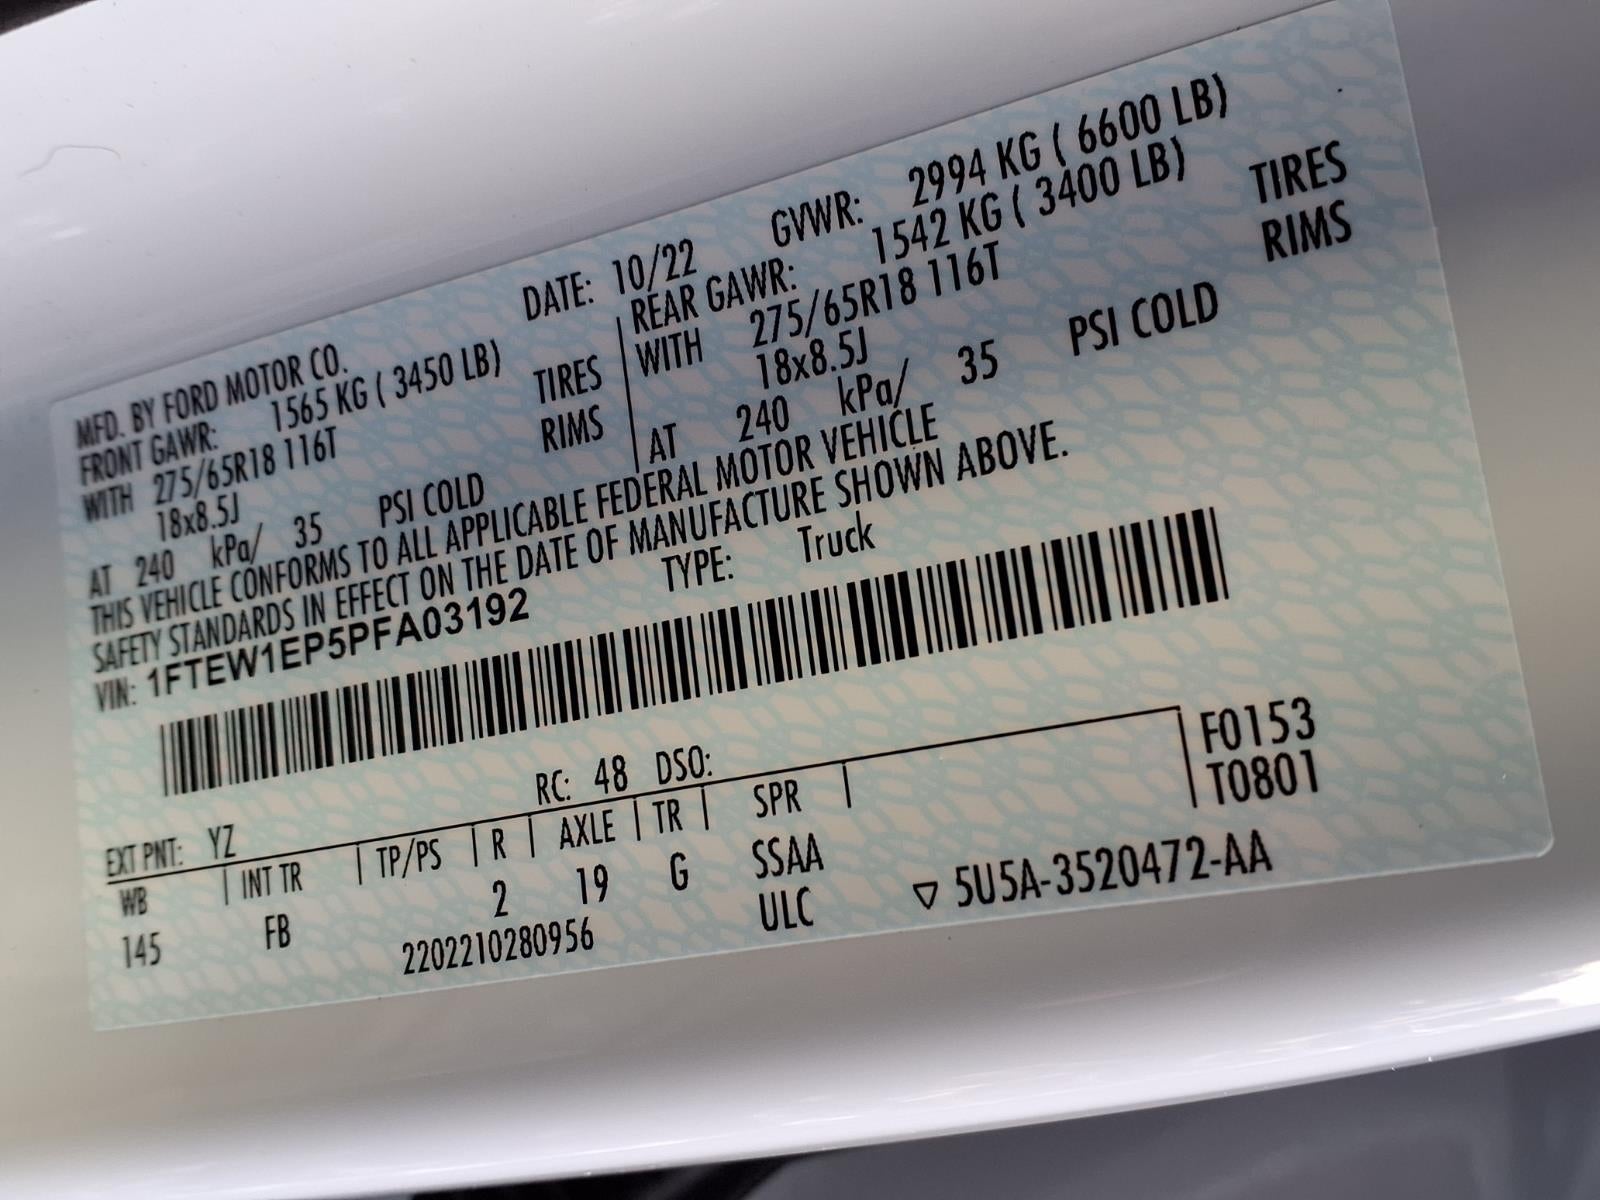 MFD. BY FORD MOTOR CO.
DATE: 10/22 GVWR: 2994 KG ( 6600 LB)
FRONT GAWR: 1565 KG ( 3450 LB) REAR GAWR: 1542 KG ( 3400 LB)
WITH 275/65R18 116T TIRES WITH 275/65R18 116T TIRES
18x8.5J RIMS 18x8.5J RIMS
AT 240 kPa/ 35 PSI COLD AT 240 kPa/ 35 PSI COLD
THIS VEHICLE CONFORMS TO ALL APPLICABLE FEDERAL MOTOR VEHICLE
SAFETY STANDARDS IN EFFECT ON THE DATE OF MANUFACTURE SHOWN ABOVE.
VIN: 1FTEW1EP5PFA03192 TYPE: Truck
EXT PNT: YZ RC: 48 DSO: F0153
WB | INT TR | TP/PS | R | AXLE | TR | SPR | T0801
145 FB 2 19 G SSAA
2202210280956 ULC ▽ 5U5A-3520472-AA